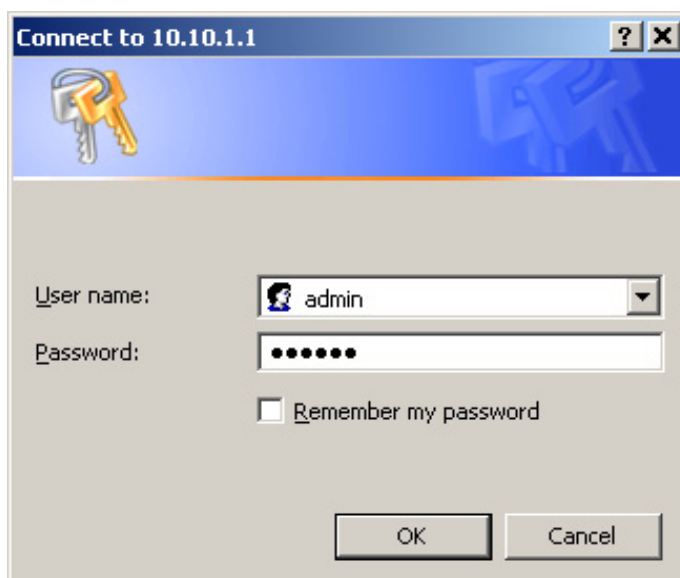 Connect to 10.10.1.1
User name:
admin
Password:
••••••
Remember my password
OK
Cancel